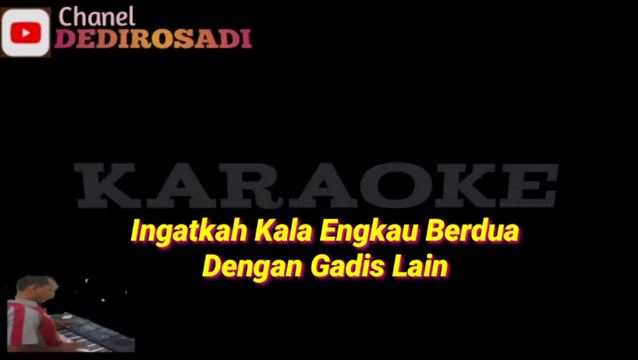 Chanel
DEDIROSADI
KARAOKE
Ingatkah Kala Engkau Berdua
Dengan Gadis Lain